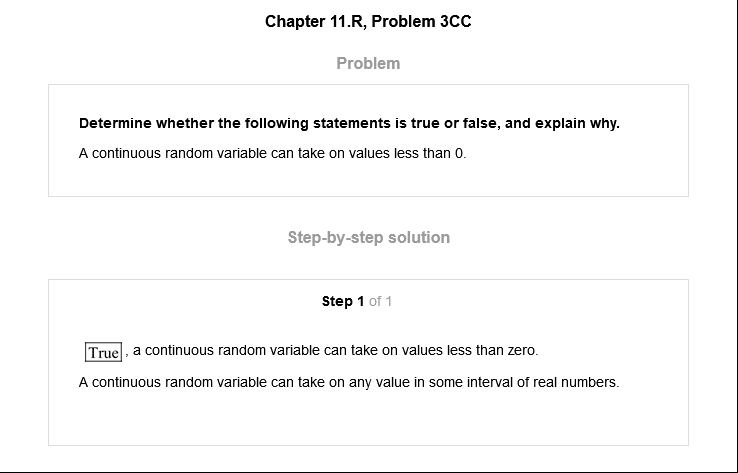 Chapter 11.R, Problem 3CC
Problem
Determine whether the following statements is true or false, and explain why.
A continuous random variable can take on values less than 0.
Step-by-step solution
Step 1 of 1
True , a continuous random variable can take on values less than zero.
A continuous random variable can take on any value in some interval of real numbers.